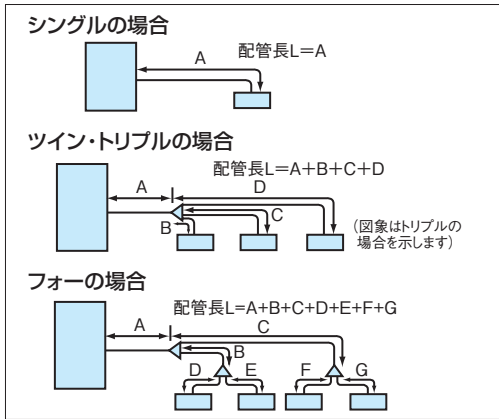 シングルの場合
配管長L=A
A
ツイン・トリプルの場合
配管長L=A+B+C+D
A
D
C
B
(図象はトリプルの
場合を示します)
フォーの場合
配管長L=A+B+C+D+E+F+G
A
C
B
D
E
F
G